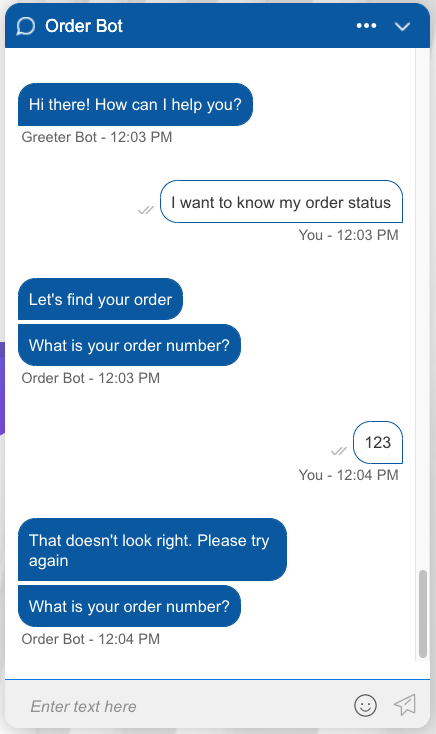 Order Bot
Hi there! How can I help you?
Greeter Bot - 12:03 PM
I want to know my order status
You - 12:03 PM
Let's find your order
What is your order number?
Order Bot - 12:03 PM
123
You - 12:04 PM
That doesn't look right. Please try
again
What is your order number?
Order Bot - 12:04 PM
Enter text here